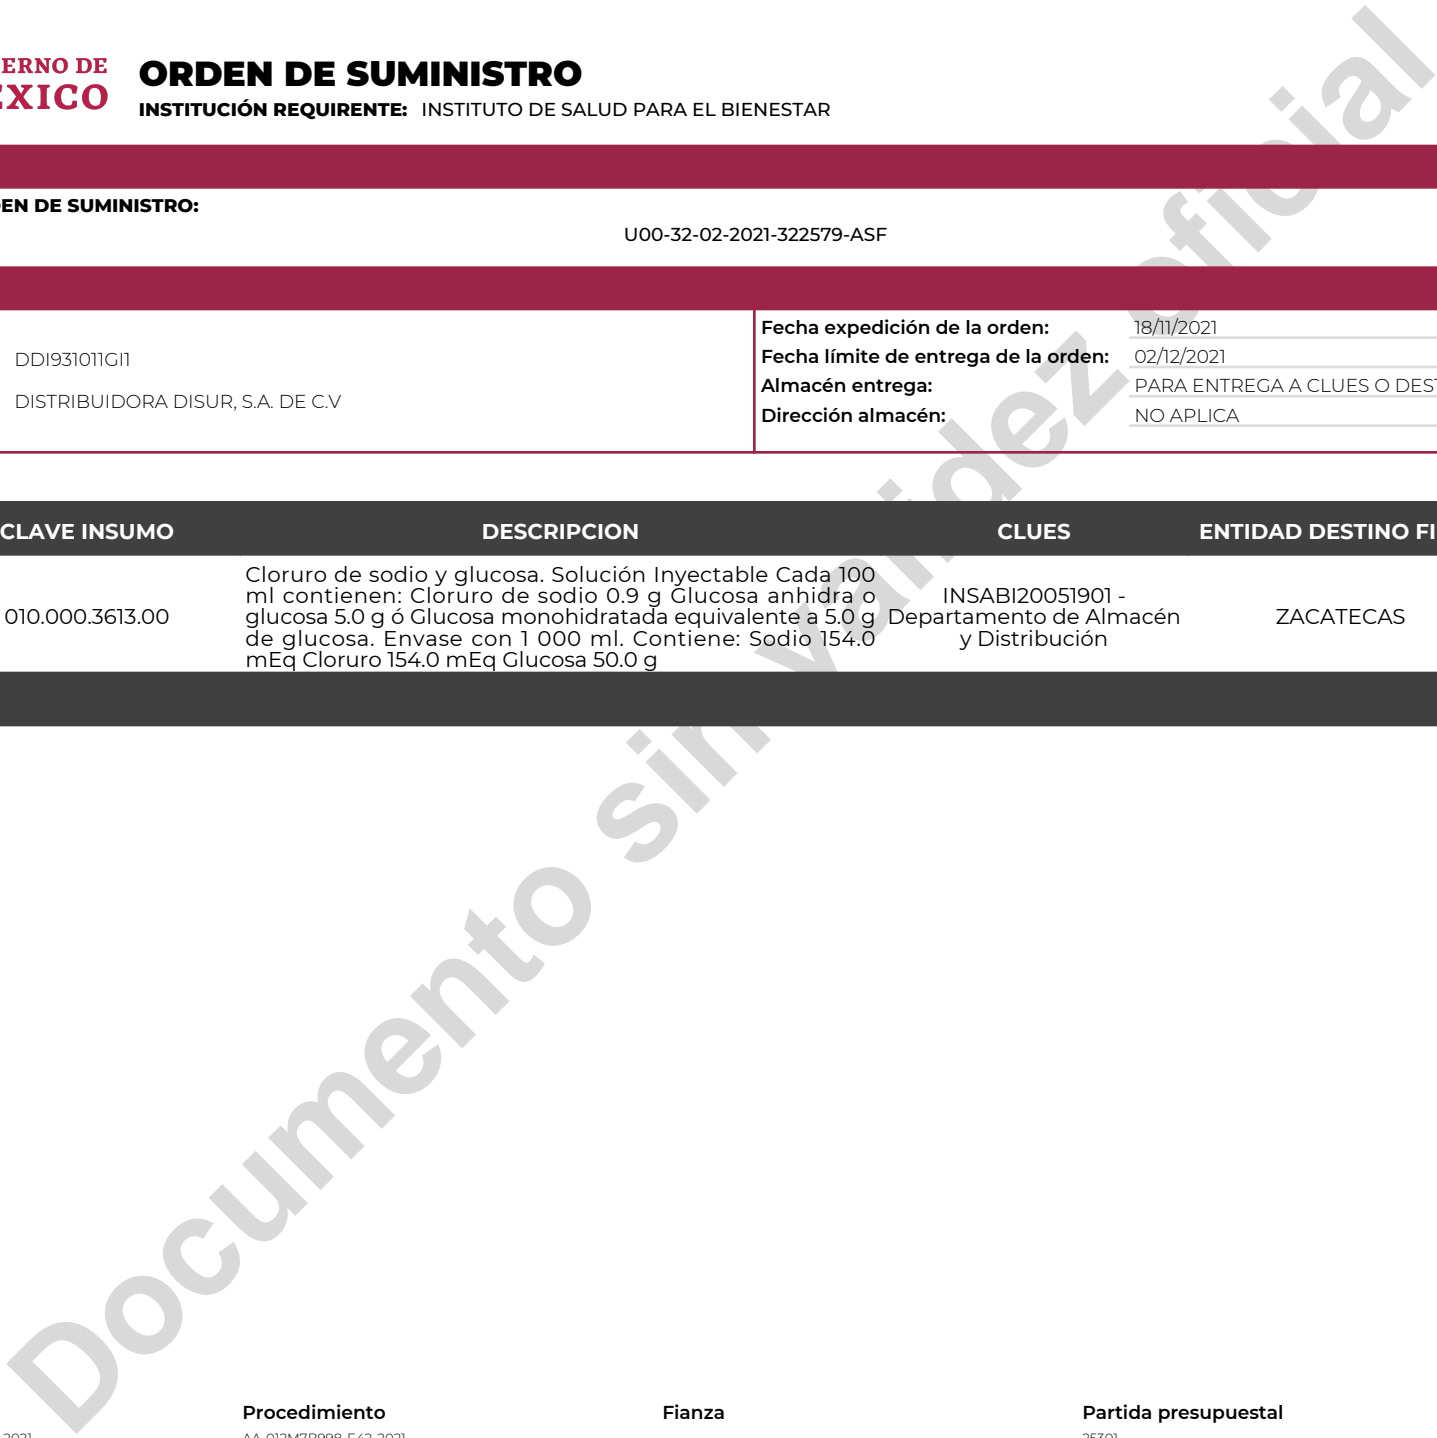 ERNO DE
EXICO
ORDEN DE SUMINISTRO
INSTITUCIÓN REQUIRENTE: INSTITUTO DE SALUD PARA EL BIENESTAR
EN DE SUMINISTRO:
U00-32-02-2021-322579-ASF
DDI931011GI1
DISTRIBUIDORA DISUR, S.A. DE C.V
Fecha expedición de la orden: 18/11/2021
Fecha límite de entrega de la orden: 02/12/2021
Almacén entrega: PARA ENTREGA A CLUES O DEST
Dirección almacén: NO APLICA
CLAVE INSUMO DESCRIPCION CLUES ENTIDAD DESTINO FI
010.000.3613.00
Cloruro de sodio y glucosa. Solución Inyectable Cada 100
ml contienen: Cloruro de sodio 0.9 g Glucosa anhidra o
glucosa 5.0 g ó Glucosa monohidratada equivalente a 5.0 g
de glucosa. Envase con 1 000 ml. Contiene: Sodio 154.0
mEq Cloruro 154.0 mEq Glucosa 50.0 g
INSABI20051901 -
Departamento de Almacén
y Distribución
ZACATECAS
Documento sin validez oficial
Procedimiento Fianza Partida presupuestal